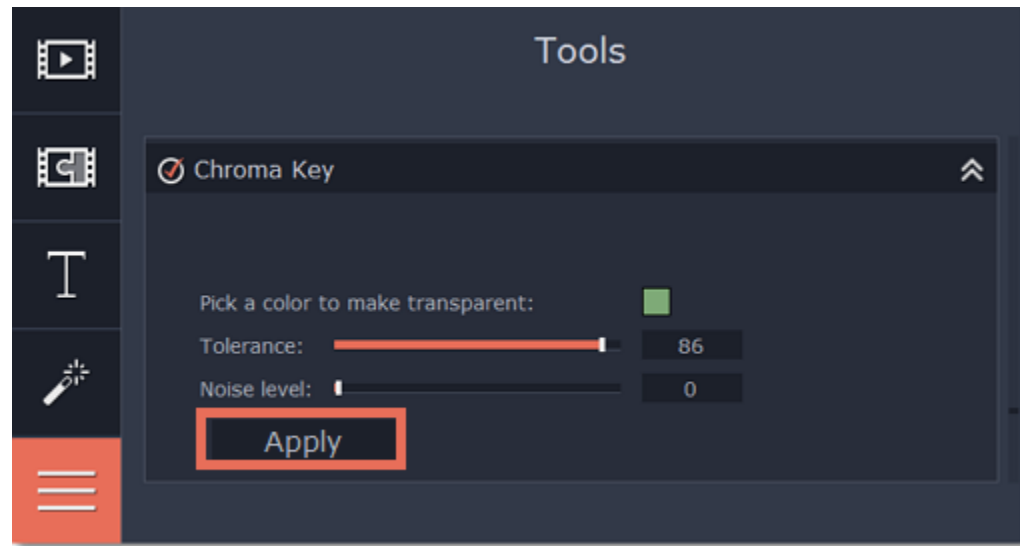 Tools
Chroma Key
Pick a color to make transparent:
Tolerance: 86
Noise level: 0
Apply
T